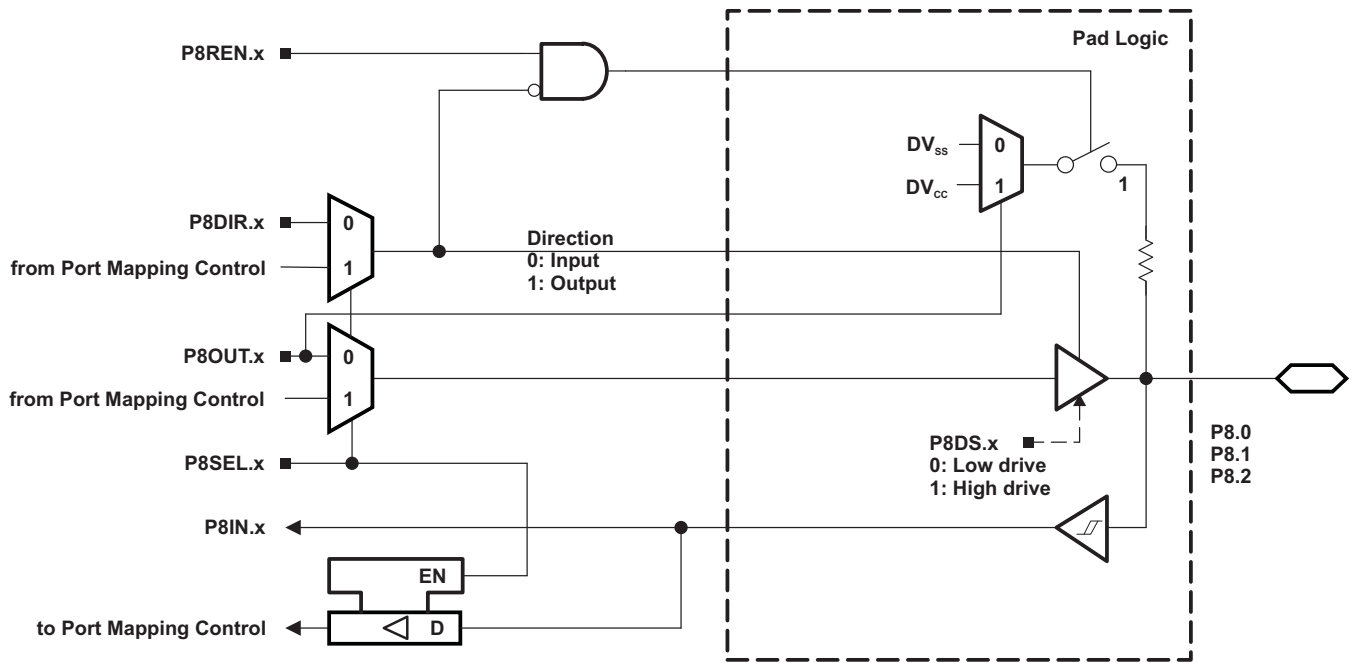 Pad Logic
P8REN.x
DVSS
0
DVCC
1
1
P8DIR.x
0
from Port Mapping Control
1
Direction
0: Input
1: Output
P8OUT.x
0
from Port Mapping Control
1
P8DS.x
0: Low drive
1: High drive
P8.0
P8.1
P8.2
P8SEL.x
P8IN.x
EN
to Port Mapping Control
D